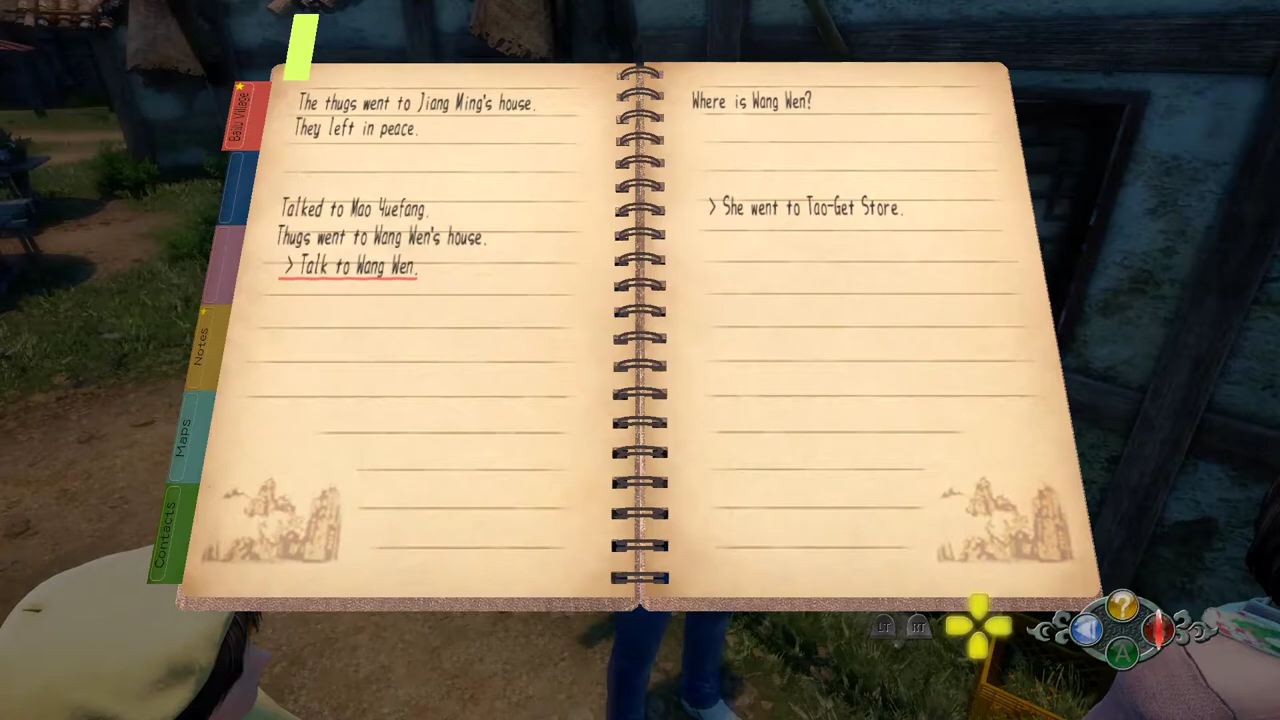 The thugs went to Jiang Ming's house.
They left in peace.
Talked to Mao Yuefang.
Thugs went to Wang Wen's house.
> Talk to Wang Wen.
Where is Wang Wen?
> She went to Tao-Get Store.
Bailu Village
Notes
Maps
Contacts
LT
RT
?
A